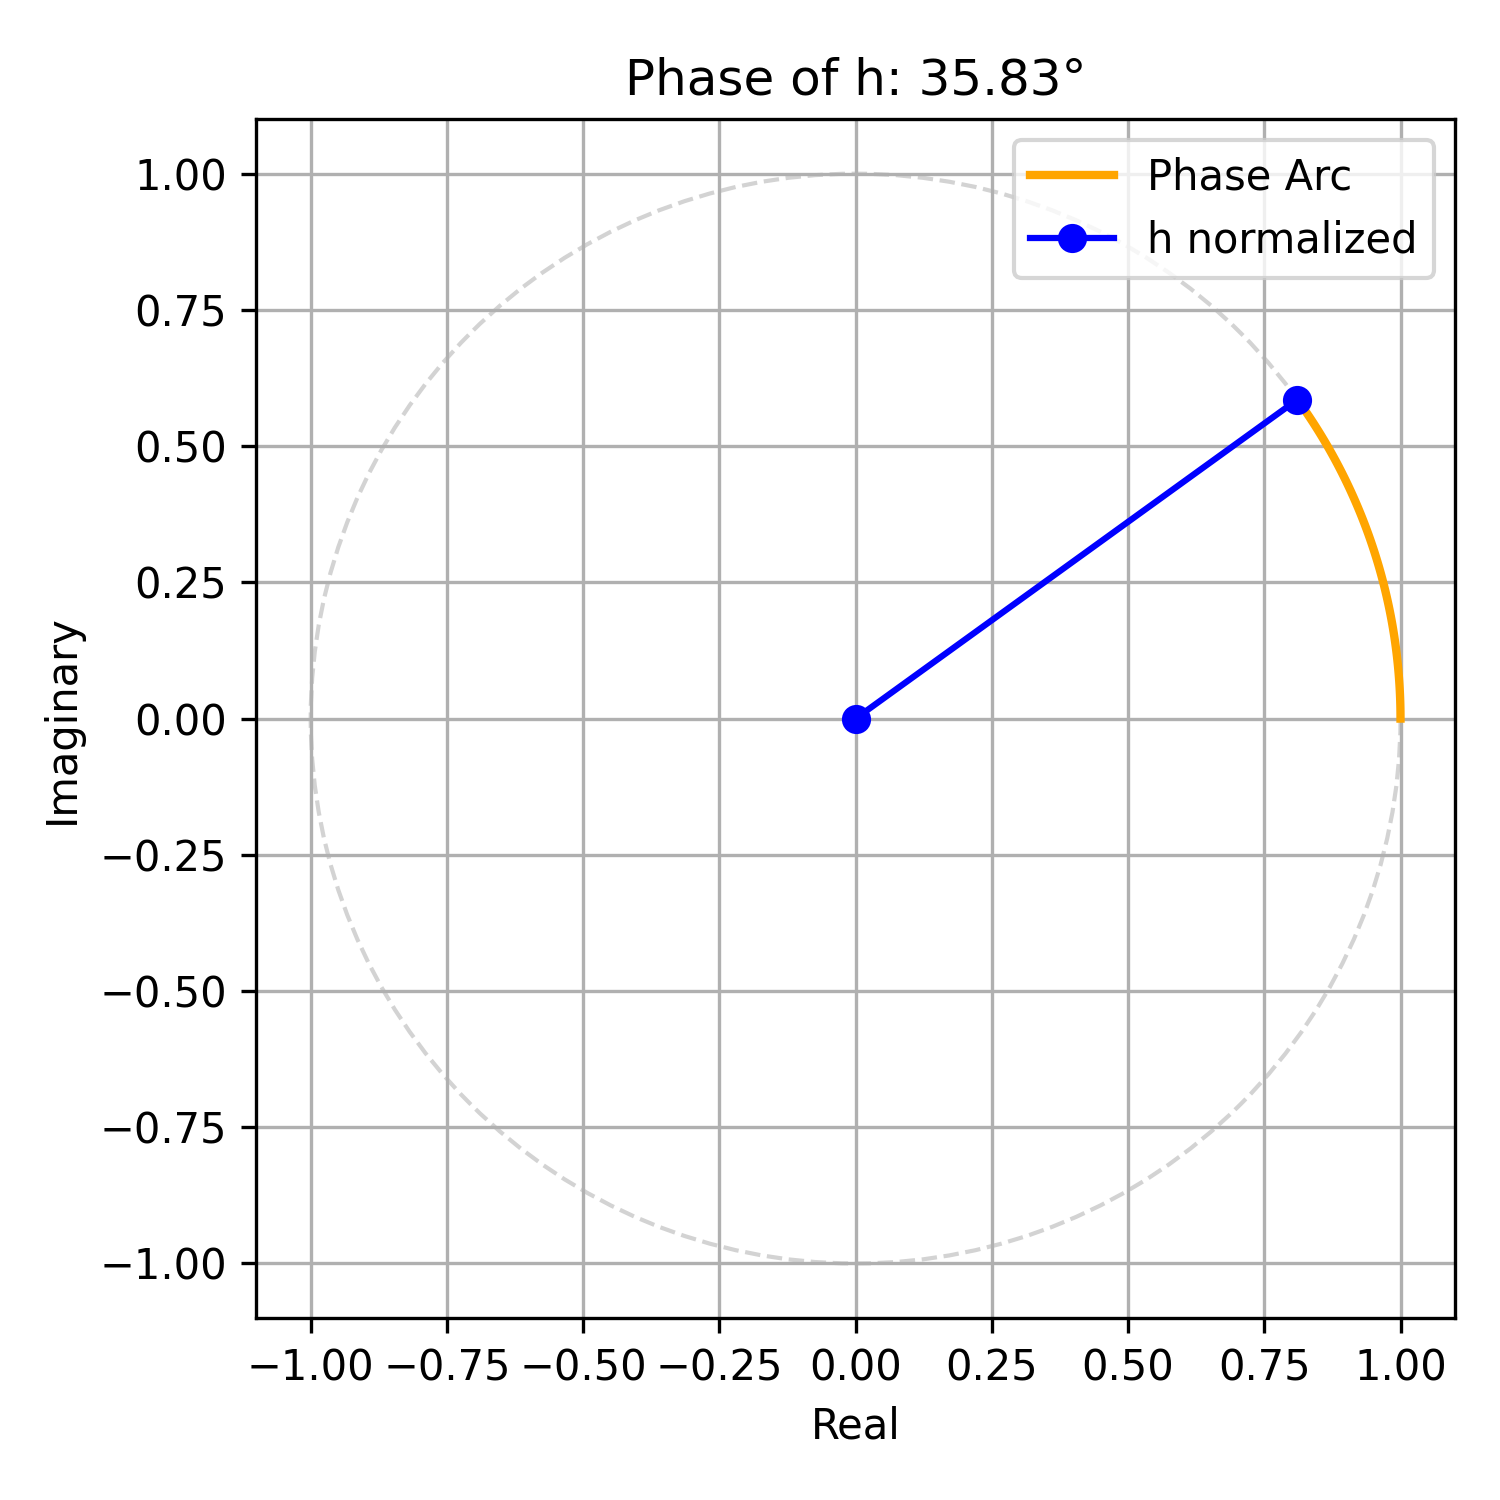 Phase of h: 35.83°
Phase Arc
h normalized
1.00
0.75
0.50
0.25
0.00
−0.25
−0.50
−0.75
−1.00
Imaginary
−1.00 −0.75 −0.50 −0.25 0.00 0.25 0.50 0.75 1.00
Real